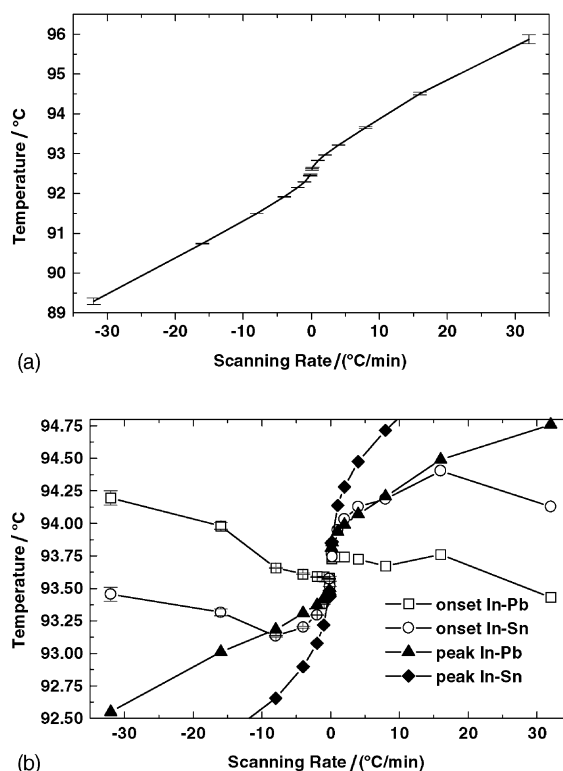 96
95
94
93
92
91
90
89
Temperature / °C
-30 -20 -10 0 10 20 30
Scanning Rate /(°C/min)
(a)
94.75
94.50
94.25
94.00
93.75
93.50
93.25
93.00
92.75
92.50
Temperature / °C
onset In-Pb
onset In-Sn
peak In-Pb
peak In-Sn
-30 -20 -10 0 10 20 30
Scanning Rate /(°C/min)
(b)